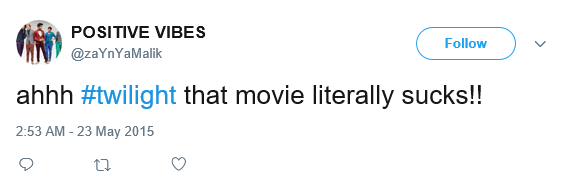 POSITIVE VIBES
@zaYnYaMalik
Follow
ahhh #twilight that movie literally sucks!!
2:53 AM - 23 May 2015